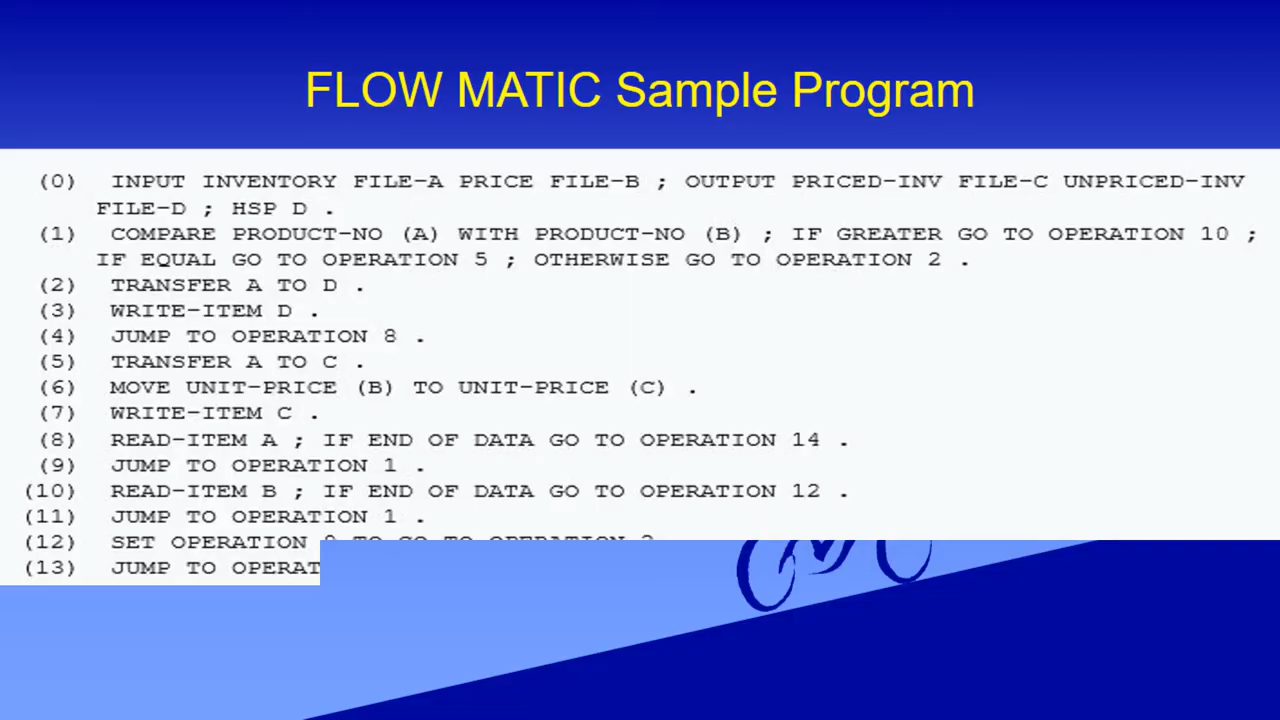 FLOW MATIC Sample Program
(0) INPUT INVENTORY FILE-A PRICE FILE-B ; OUTPUT PRICED-INV FILE-C UNPRICED-INV
FILE-D ; HSP D .
(1) COMPARE PRODUCT-NO (A) WITH PRODUCT-NO (B) ; IF GREATER GO TO OPERATION 10 ;
IF EQUAL GO TO OPERATION 5 ; OTHERWISE GO TO OPERATION 2 .
(2) TRANSFER A TO D .
(3) WRITE-ITEM D .
(4) JUMP TO OPERATION 8 .
(5) TRANSFER A TO C .
(6) MOVE UNIT-PRICE (B) TO UNIT-PRICE (C) .
(7) WRITE-ITEM C .
(8) READ-ITEM A ; IF END OF DATA GO TO OPERATION 14 .
(9) JUMP TO OPERATION 1 .
(10) READ-ITEM B ; IF END OF DATA GO TO OPERATION 12 .
(11) JUMP TO OPERATION 1 .
(12) SET OPERATION 9 TO GO TO OPERATION 2
(13) JUMP TO OPERAT